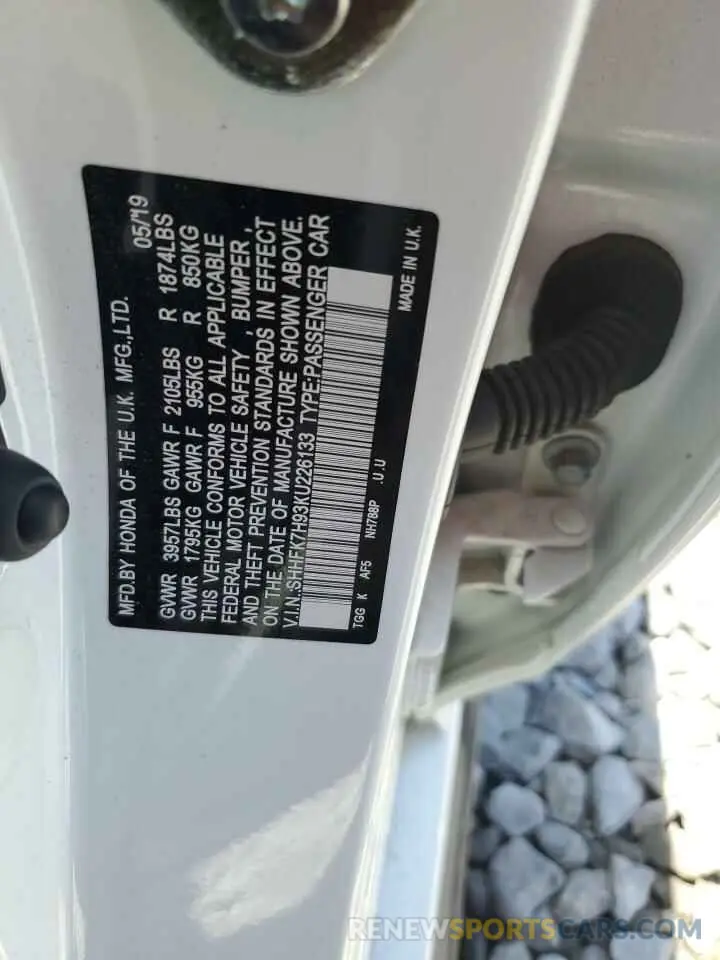 MFD.BY HONDA OF THE U.K. MFG.,LTD. 05/19
GVWR 3957LBS GAWR F 2105LBS R 1874LBS
GVWR 1795KG GAWR F 955KG R 850KG
THIS VEHICLE CONFORMS TO ALL APPLICABLE
FEDERAL MOTOR VEHICLE SAFETY , BUMPER ,
AND THEFT PREVENTION STANDARDS IN EFFECT
ON THE DATE OF MANUFACTURE SHOWN ABOVE.
V.I.N.SHHFK7H93KU226133 TYPE:PASSENGER CAR
TGG K AF5 NH788P .U.U MADE IN U.K.
RENEWSPORTSCARS.COM